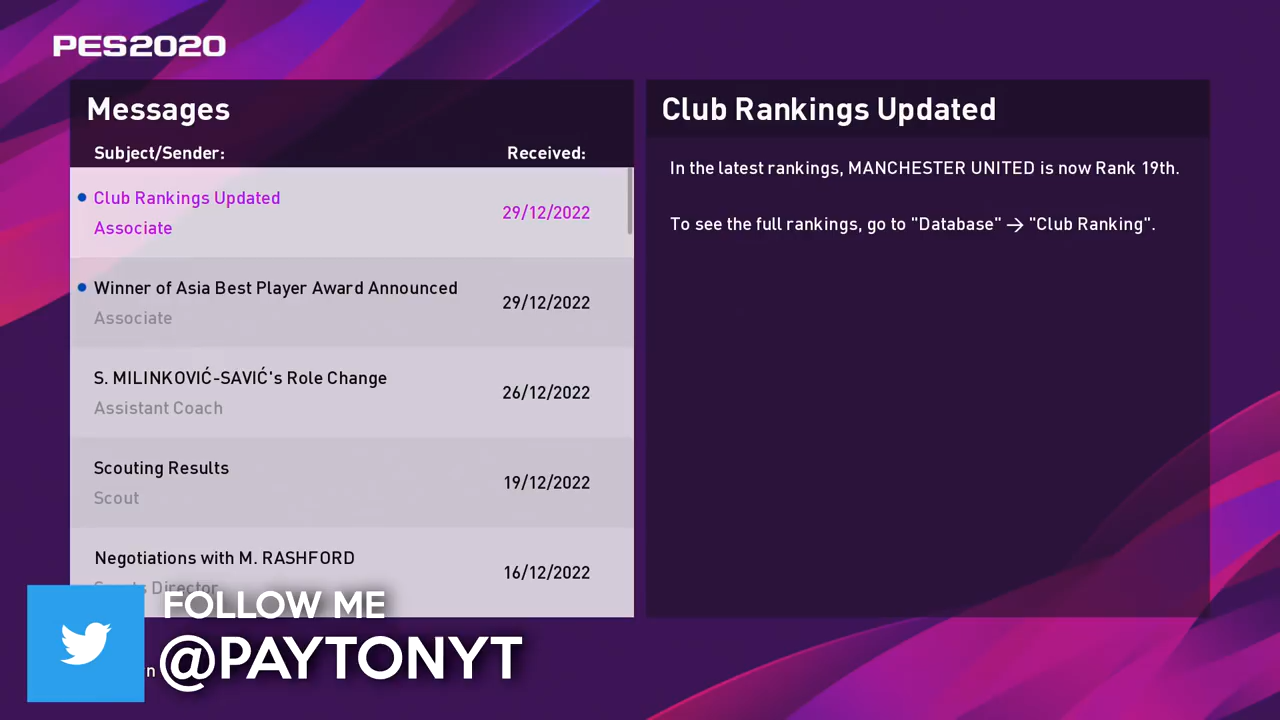 PES2020
Messages
Subject/Sender: Received:
Club Rankings Updated
Associate
29/12/2022
Winner of Asia Best Player Award Announced
Associate
29/12/2022
S. MILINKOVIĆ-SAVIĆ's Role Change
Assistant Coach
26/12/2022
Scouting Results
Scout
19/12/2022
Negotiations with M. RASHFORD
Director
16/12/2022
Club Rankings Updated
In the latest rankings, MANCHESTER UNITED is now Rank 19th.
To see the full rankings, go to "Database" → "Club Ranking".
FOLLOW ME
@PAYTONYT